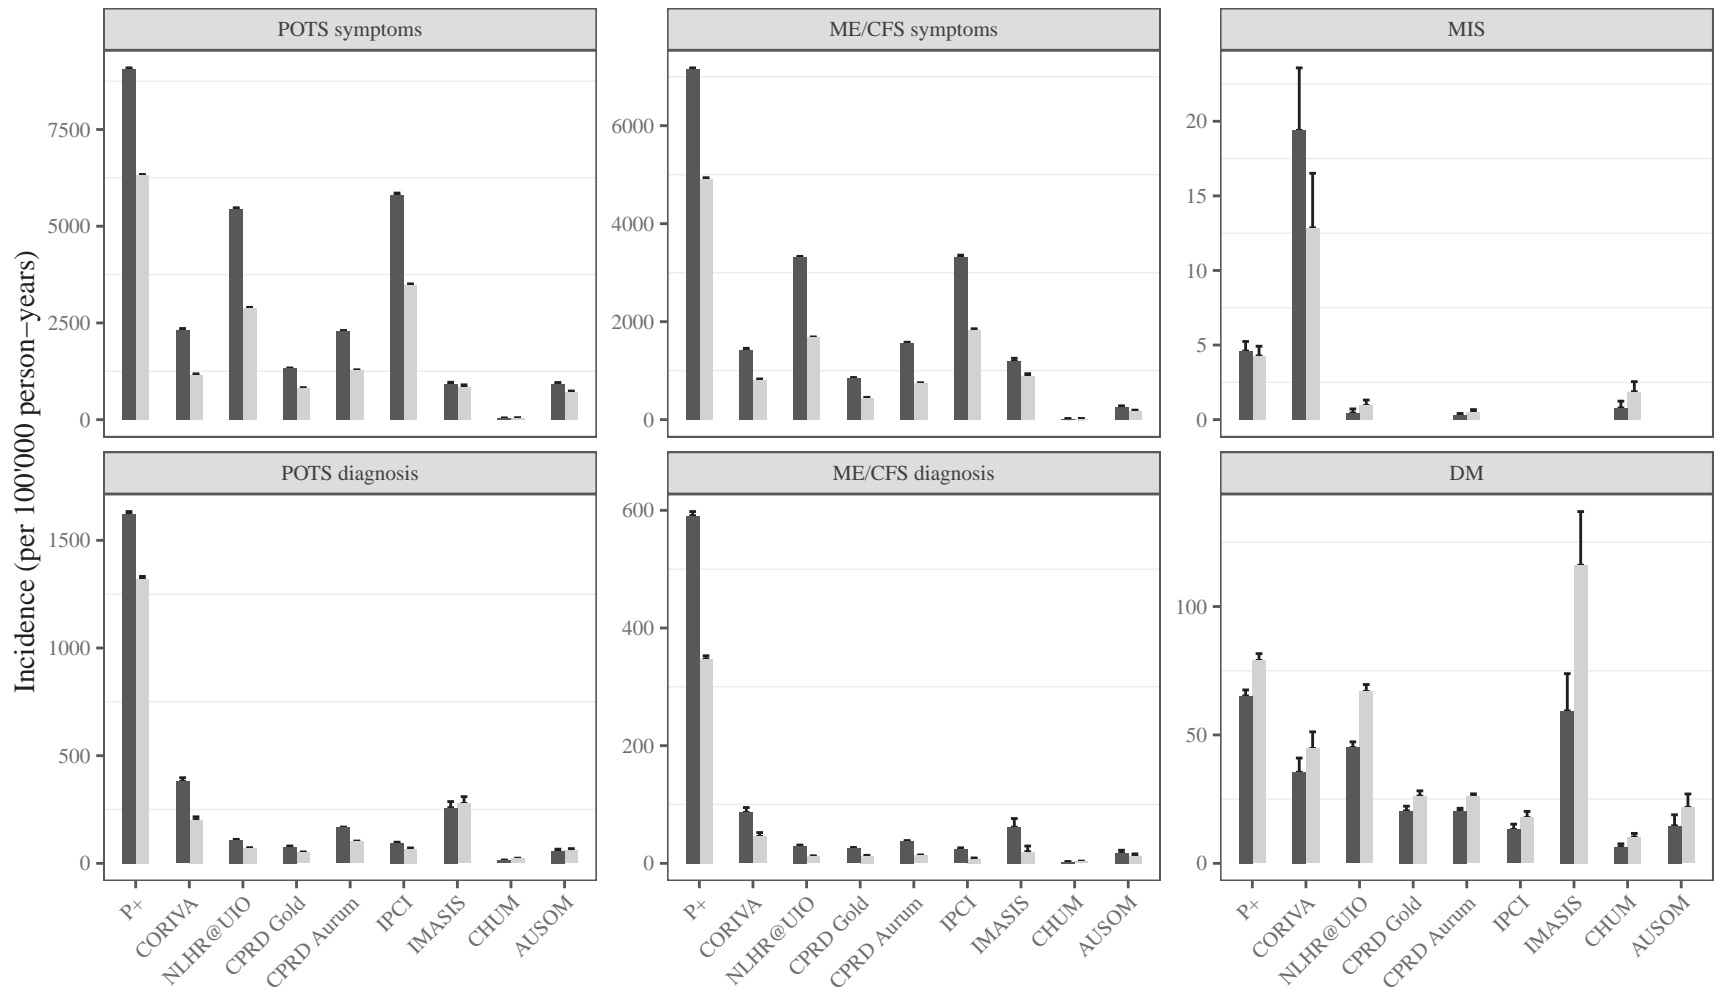 POTS symptoms
ME/CFS symptoms
MIS
7500
5000
2500
0
6000
4000
2000
0
20
15
10
5
0
Incidence (per 100'000 person−years)
POTS diagnosis
ME/CFS diagnosis
DM
1500
1000
500
0
600
400
200
0
100
50
0
P+
CORIVA
NLHR@UIO
CPRD Gold
CPRD Aurum
IPCI
IMASIS
CHUM
AUSOM
P+
CORIVA
NLHR@UIO
CPRD Gold
CPRD Aurum
IPCI
IMASIS
CHUM
AUSOM
P+
CORIVA
NLHR@UIO
CPRD Gold
CPRD Aurum
IPCI
IMASIS
CHUM
AUSOM